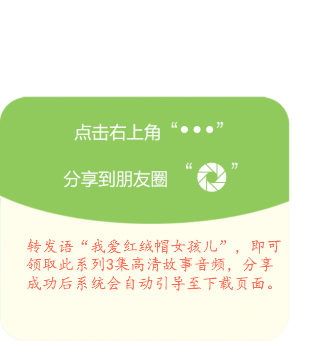 点击右上角“•••”
分享到朋友圈 “ ”
转发语“我爱红绒帽女孩儿”，即可
领取此系列3集高清故事音频，分享
成功后系统会自动引导至下载页面。